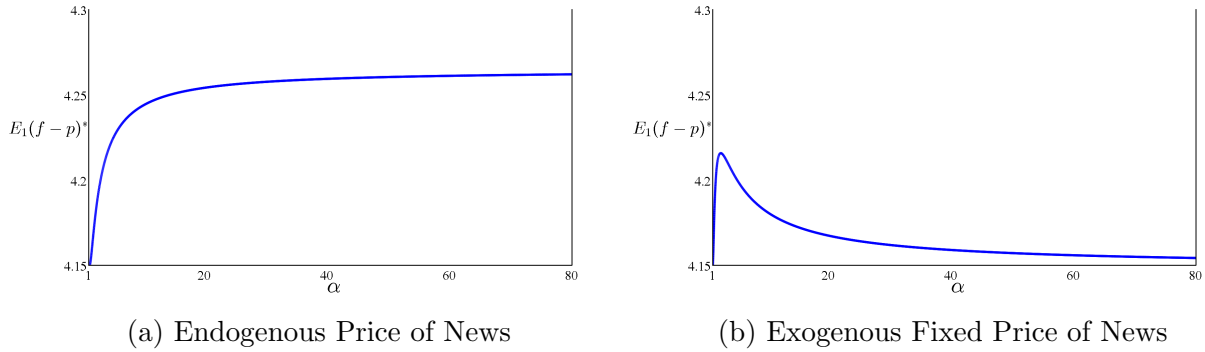 4.3
4.25
E₁(f − p)*
4.2
4.15
1 20 40 60 80
α
(a) Endogenous Price of News
4.3
4.25
E₁(f − p)*
4.2
4.15
1 20 40 60 80
α
(b) Exogenous Fixed Price of News